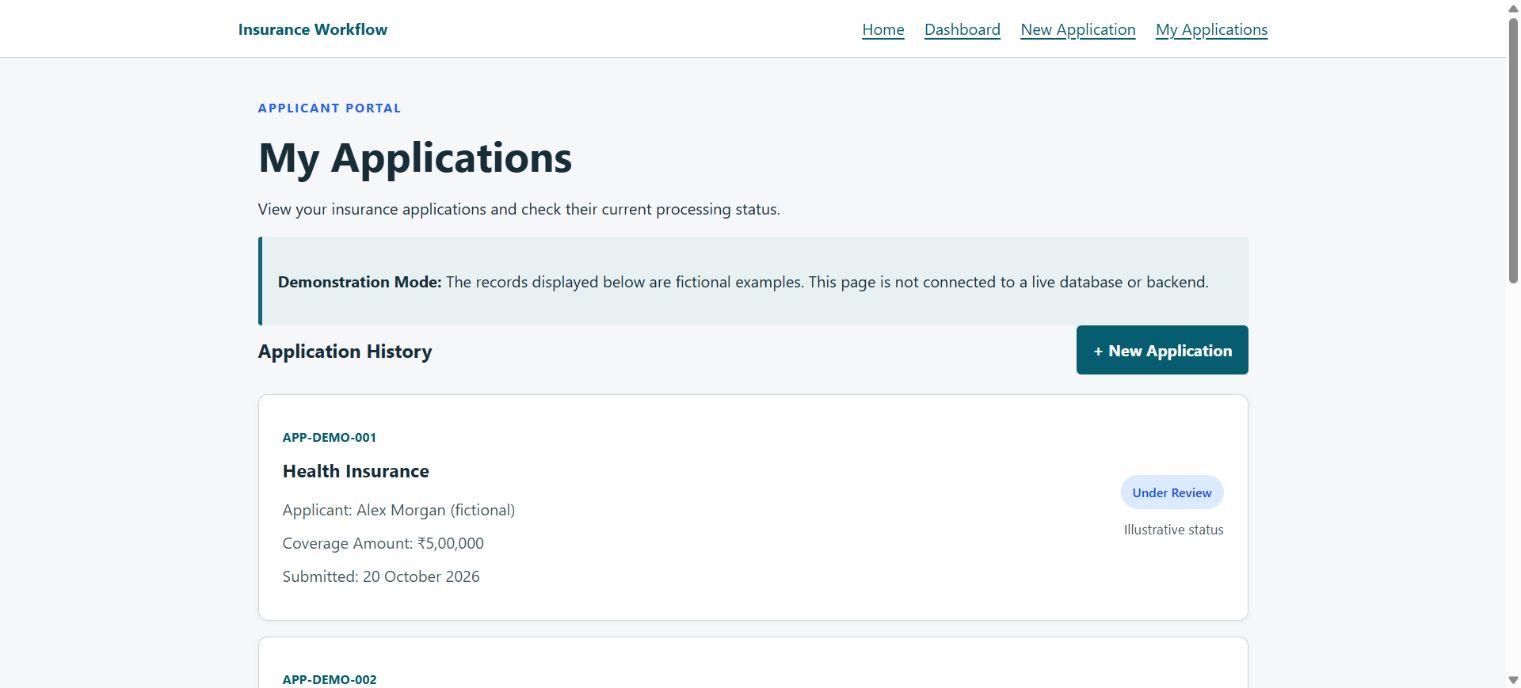 Insurance Workflow
Home Dashboard New Application My Applications
APPLICANT PORTAL
My Applications
View your insurance applications and check their current processing status.
Demonstration Mode: The records displayed below are fictional examples. This page is not connected to a live database or backend.
Application History
+ New Application
APP-DEMO-001
Health Insurance
Applicant: Alex Morgan (fictional)
Coverage Amount: ₹5,00,000
Submitted: 20 October 2026
Under Review
Illustrative status
APP-DEMO-002